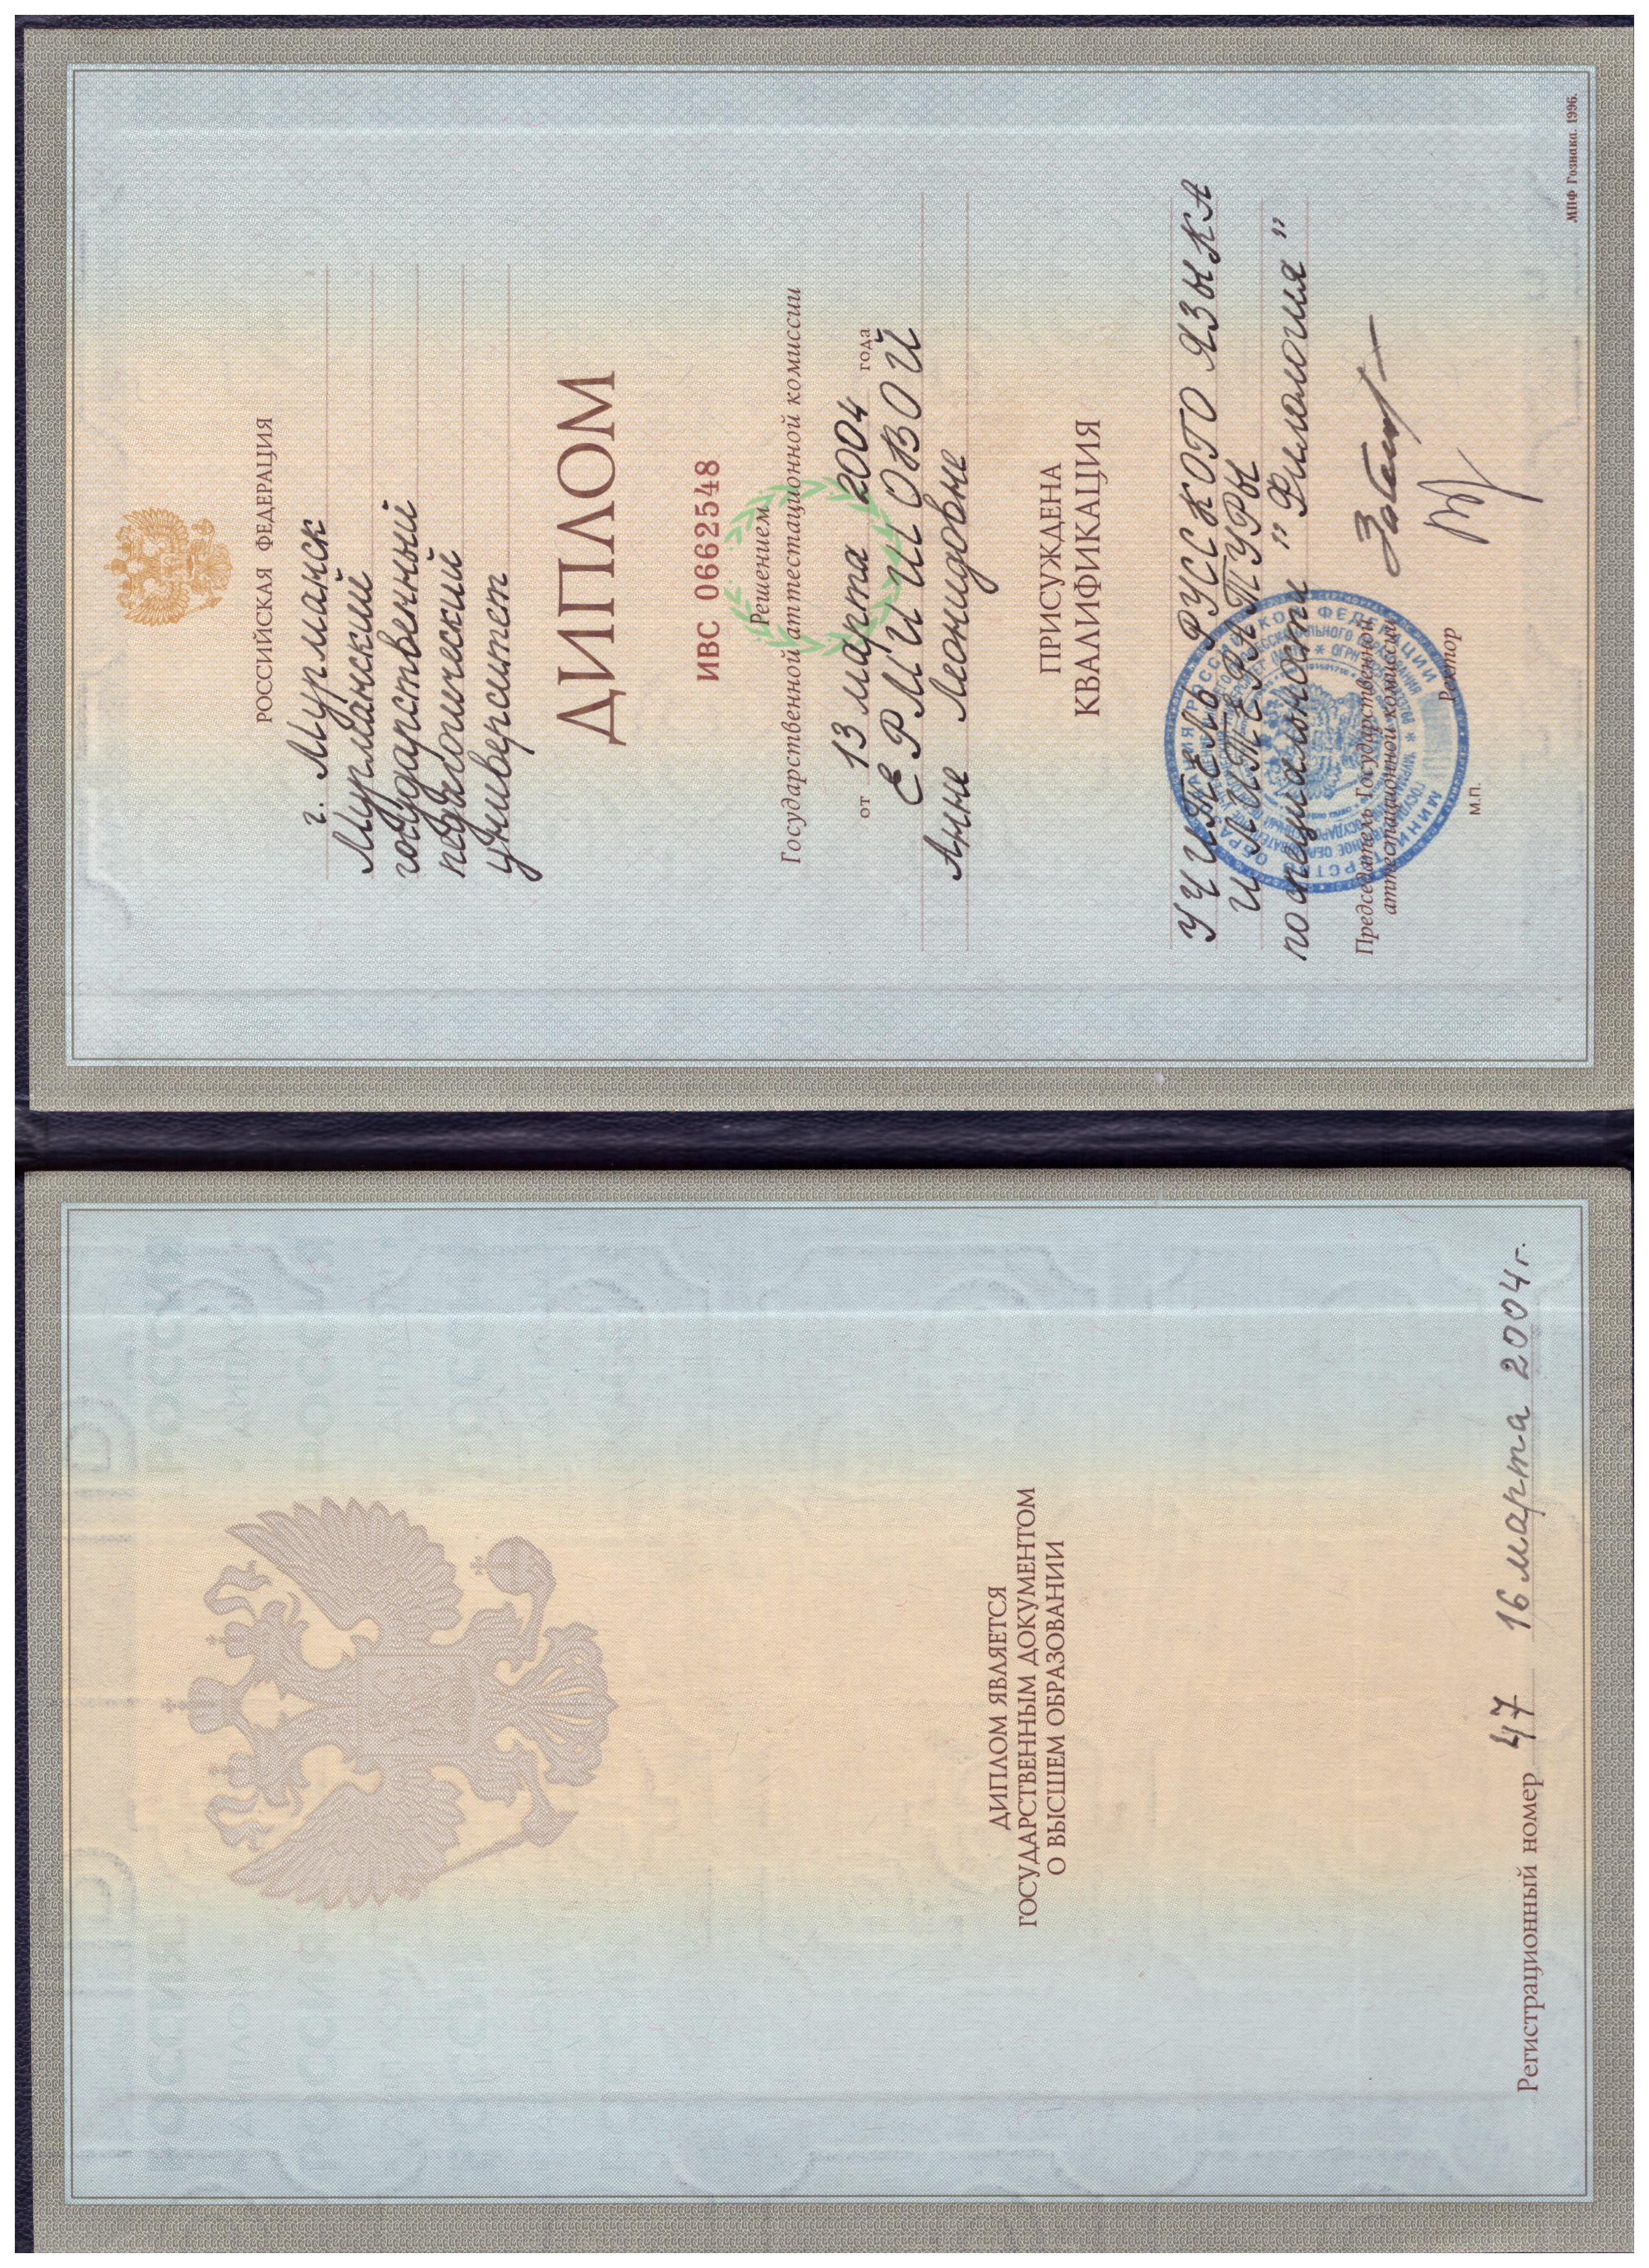 ДИПЛОМ ЯВЛЯЕТСЯ
ГОСУДАРСТВЕННЫМ ДОКУМЕНТОМ
О ВЫСШЕМ ОБРАЗОВАНИИ
Регистрационный номер 47 16 марта 2004 г.
РОССИЙСКАЯ ФЕДЕРАЦИЯ
г. Мурманск
Мурманский
государственный
педагогический
университет
ДИПЛОМ
ИВС 0662548
Решением
Государственной аттестационной комиссии
от 13 марта 2004 года
ЕРМИЛОВОЙ
Анне Леонидовне
ПРИСУЖДЕНА
КВАЛИФИКАЦИЯ
УЧИТЕЛЬ РУССКОГО ЯЗЫКА
И ЛИТЕРАТУРЫ
по специальности "Филология"
Председатель Государственной
аттестационной комиссии
Ректор
М.П.
МПФ Гознака. 1996.